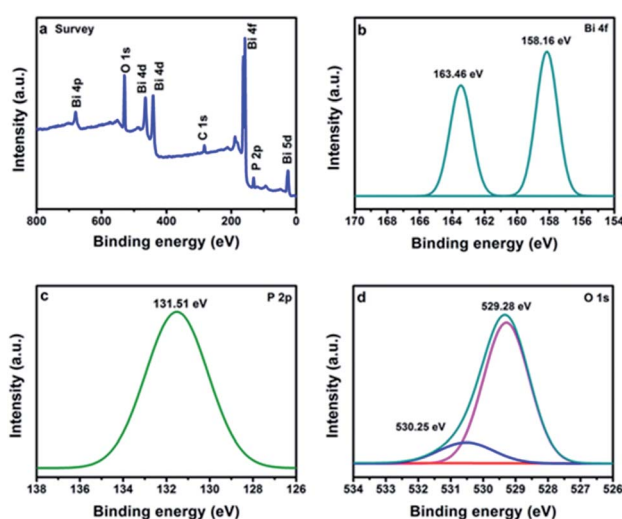 a Survey
Bi 4p
O 1s
Bi 4d
Bi 4d
C 1s
Bi 4f
P 2p
Bi 5d
Intensity (a.u.)
800 600 400 200 0
Binding energy (eV)
b Bi 4f
163.46 eV
158.16 eV
Intensity (a.u.)
170 168 166 164 162 160 158 156 154
Binding energy (eV)
c P 2p
131.51 eV
Intensity (a.u.)
138 136 134 132 130 128 126
Binding energy (eV)
d O 1s
529.28 eV
530.25 eV
Intensity (a.u.)
534 533 532 531 530 529 528 527 526
Binding energy (eV)